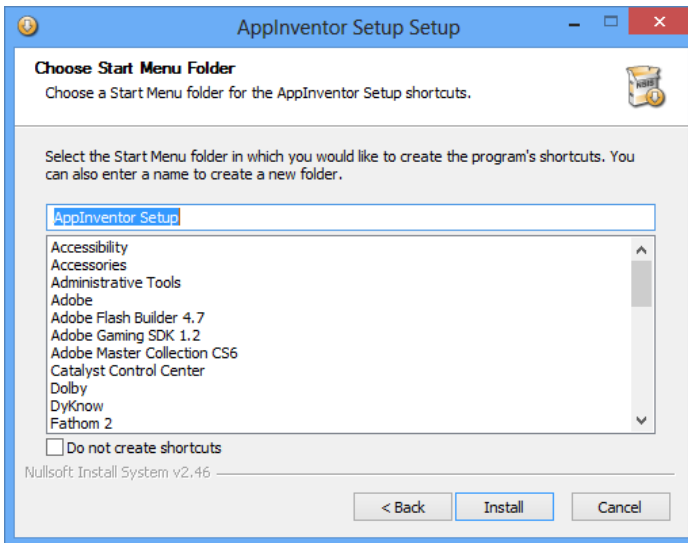 AppInventor Setup Setup
Choose Start Menu Folder
Choose a Start Menu folder for the AppInventor Setup shortcuts.
NSIS
Select the Start Menu folder in which you would like to create the program's shortcuts. You
can also enter a name to create a new folder.
AppInventor Setup
Accessibility
Accessories
Administrative Tools
Adobe
Adobe Flash Builder 4.7
Adobe Gaming SDK 1.2
Adobe Master Collection CS6
Catalyst Control Center
Dolby
DyKnow
Fathom 2
Do not create shortcuts
Nullsoft Install System v2.46
< Back
Install
Cancel